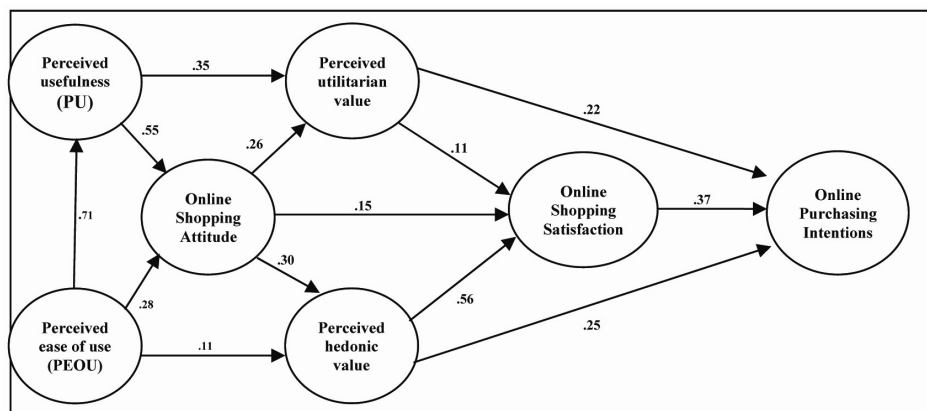 Perceived
usefulness
(PU)
.35
Perceived
utilitarian
value
.22
.55
.26
.11
.71
Online
Shopping
Attitude
.15
Online
Shopping
Satisfaction
.37
Online
Purchasing
Intentions
.30
.28
.56
.25
Perceived
ease of use
(PEOU)
.11
Perceived
hedonic
value